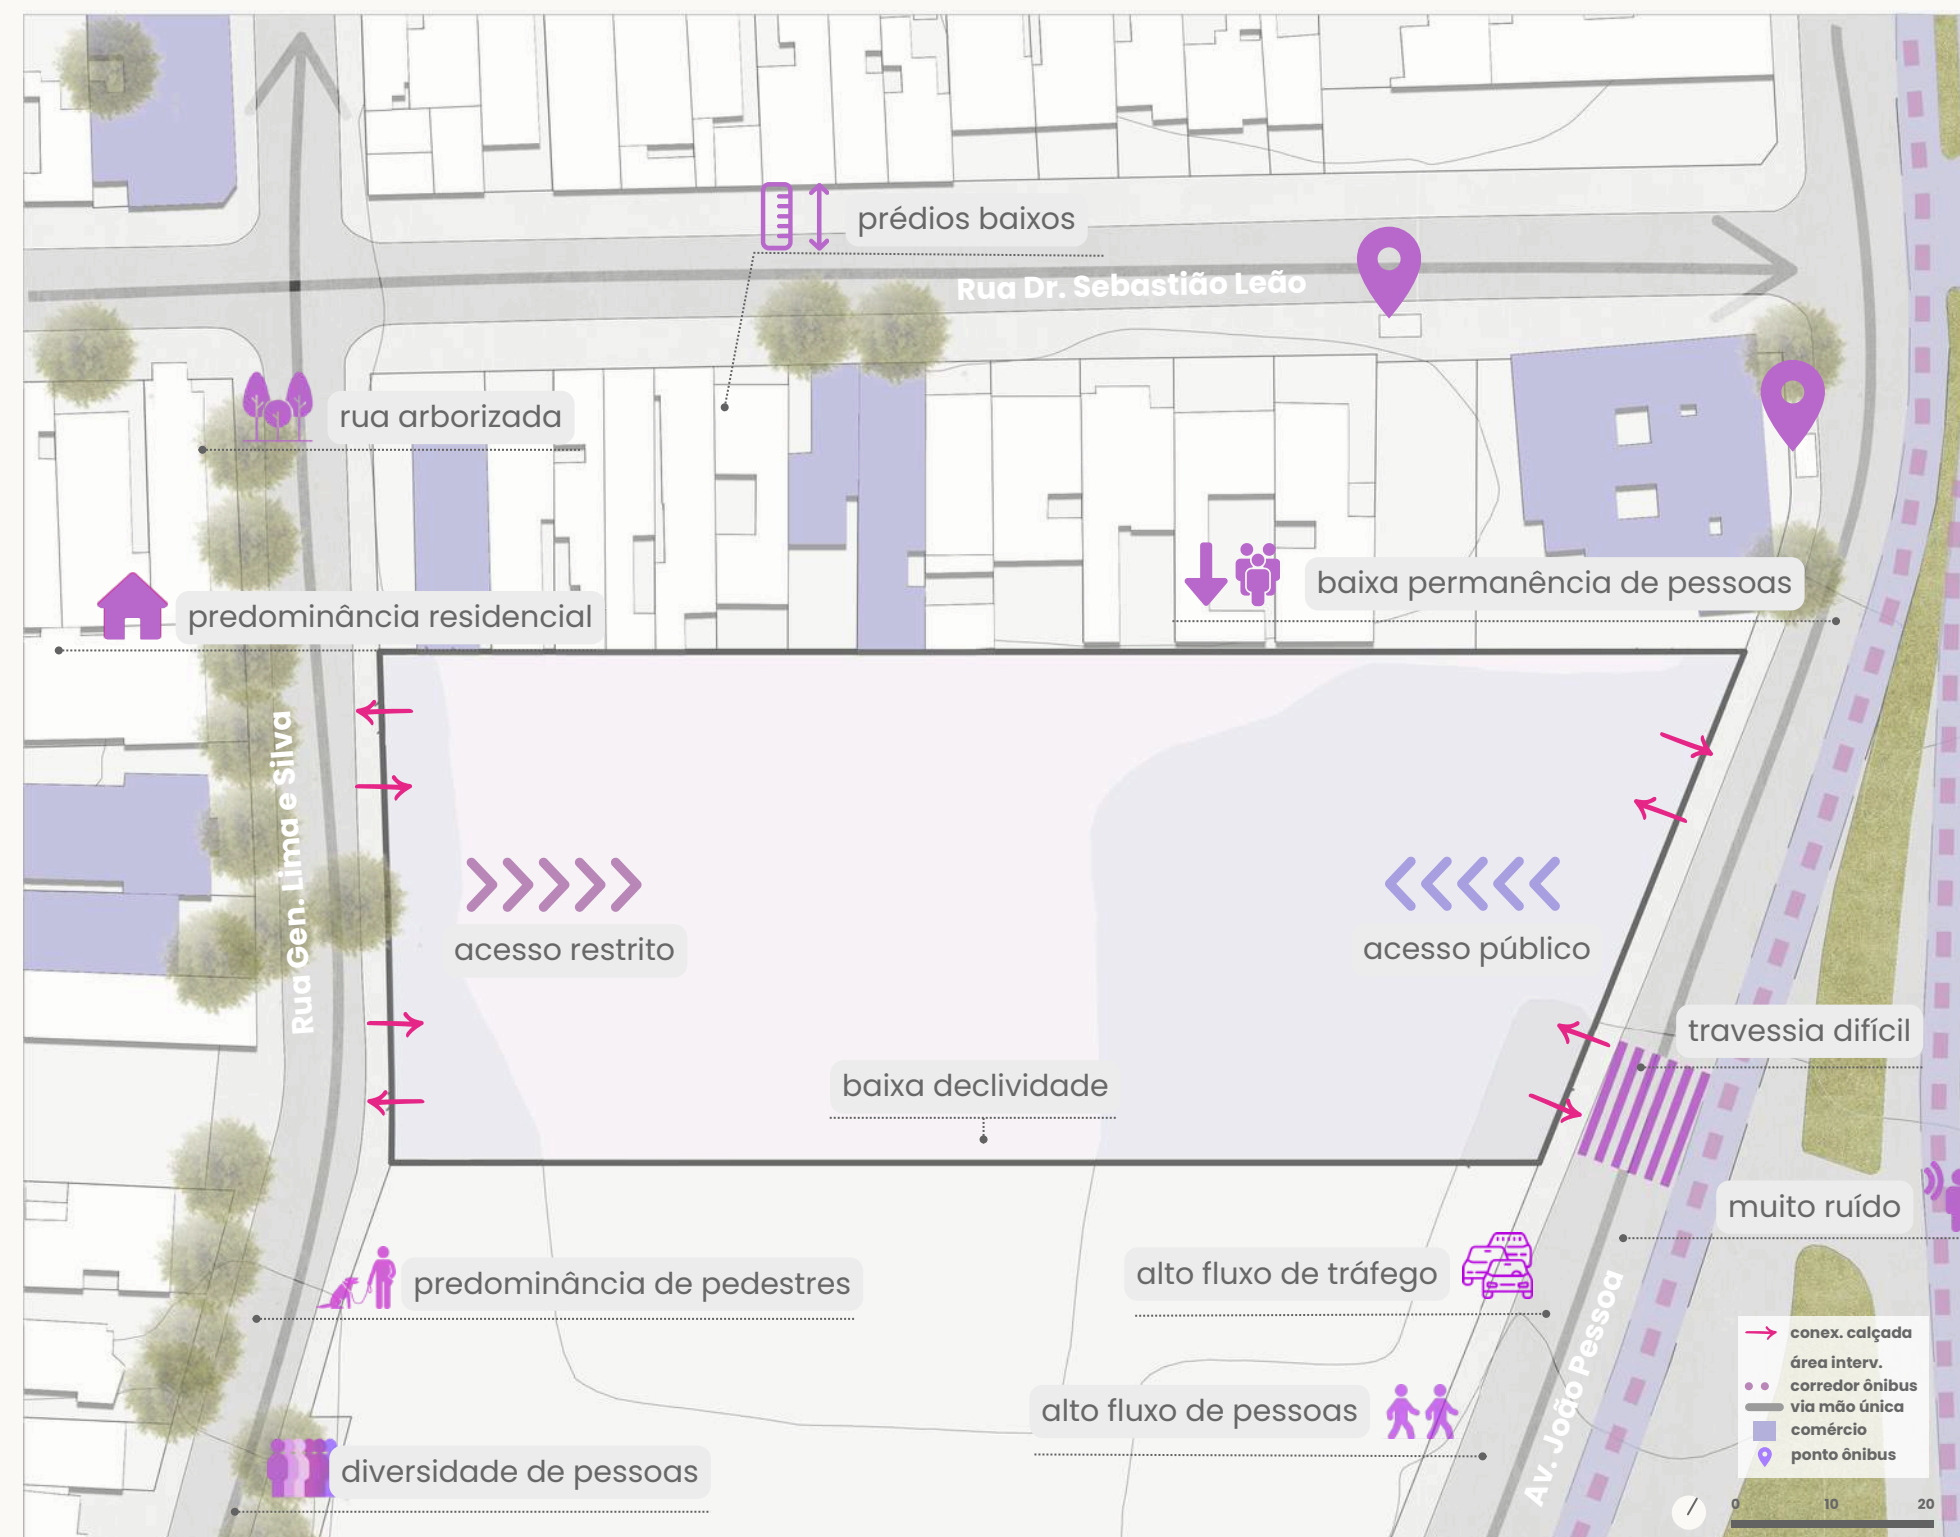 prédios baixos
Rua Dr. Sebastião Leão
rua arborizada
baixa permanência de pessoas
predominância residencial
Rua Gen. Lima e Silva
acesso restrito
acesso público
travessia difícil
baixa declividade
muito ruído
alto fluxo de tráfego
predominância de pedestres
Av. João Pessoa
alto fluxo de pessoas
diversidade de pessoas
conex. calçada
área interv.
corredor ônibus
via mão única
comércio
ponto ônibus
0 10 20